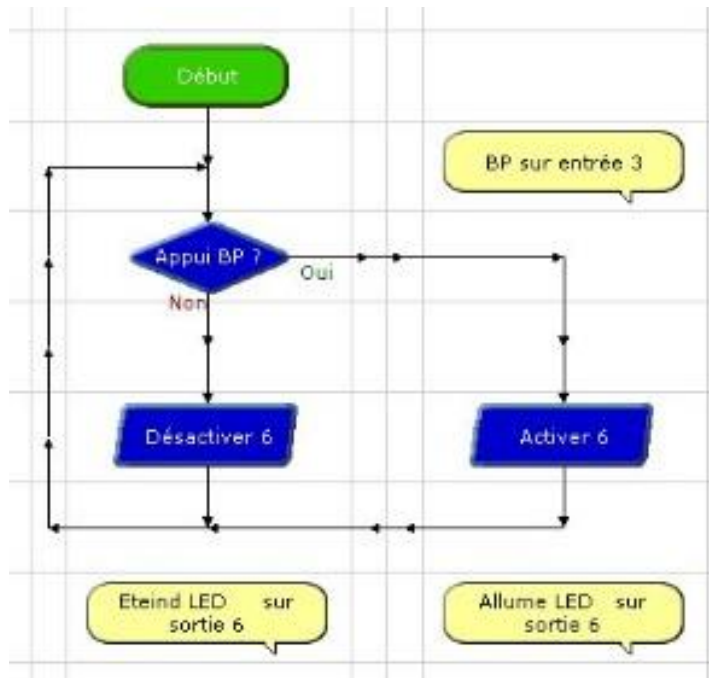 Début
BP sur entrée 3
Appui BP ?
Oui
Non
Désactiver 6
Activer 6
Eteind LED sur
sortie 6
Allume LED sur
sortie 6